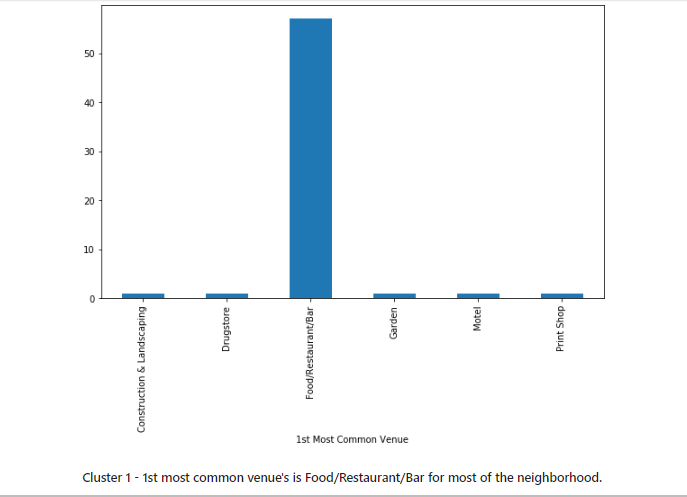 50
40
30
20
10
0
Construction & Landscaping
Drugstore
Food/Restaurant/Bar
Garden
Motel
Print Shop
1st Most Common Venue
Cluster 1 - 1st most common venue's is Food/Restaurant/Bar for most of the neighborhood.